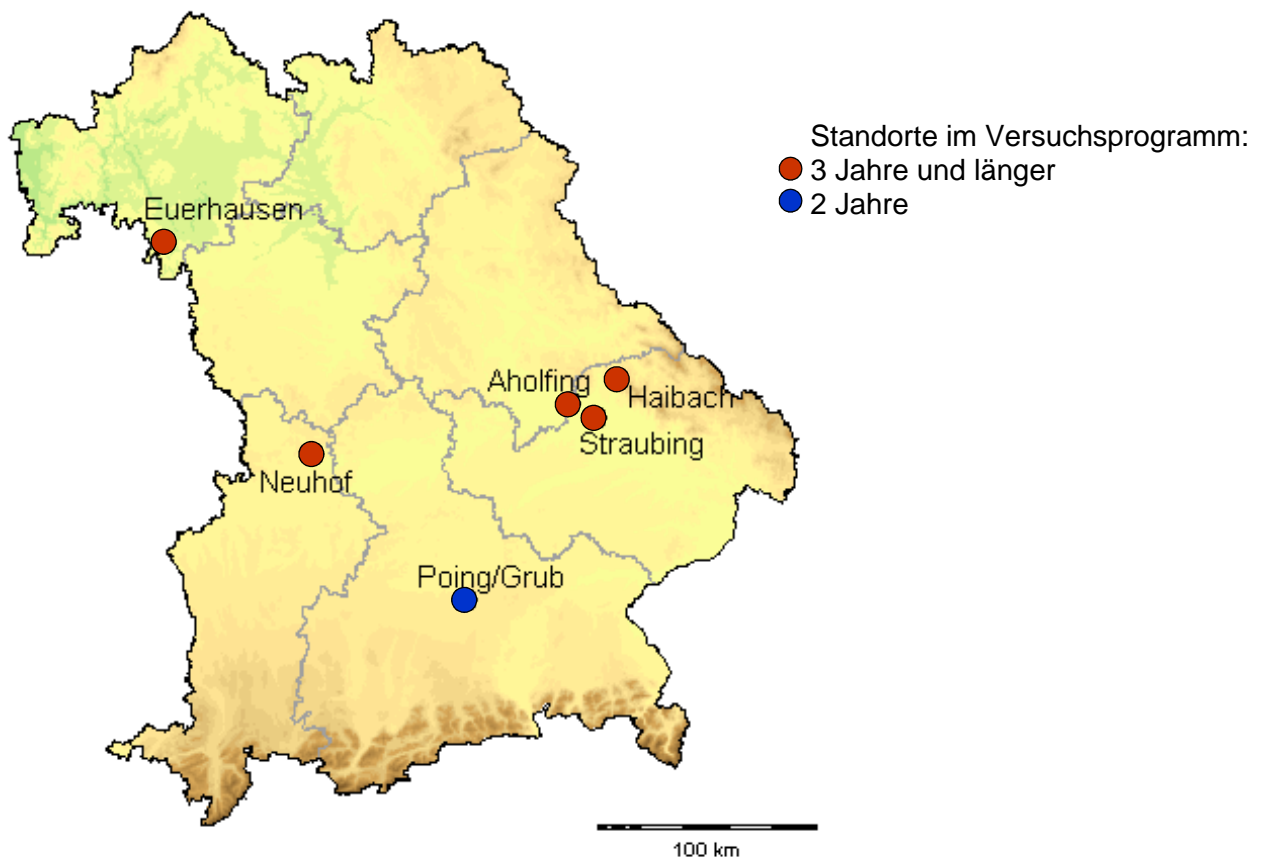 Standorte im Versuchsprogramm:
3 Jahre und länger
2 Jahre
Euerhausen
Aholfing
Haibach
Straubing
Neuhof
Poing/Grub
100 km